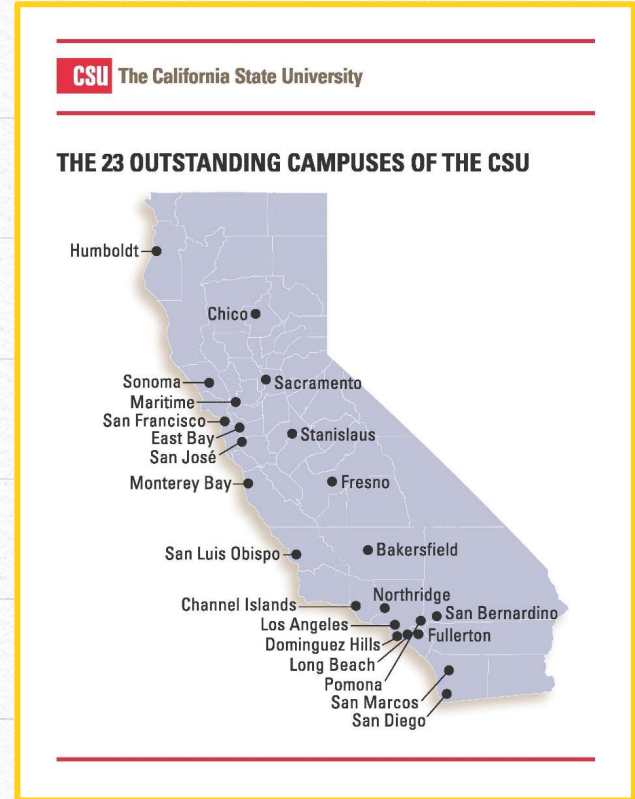 CSU The California State University
THE 23 OUTSTANDING CAMPUSES OF THE CSU
Humboldt
Chico
Sonoma
Sacramento
Maritime
San Francisco
East Bay
Stanislaus
San José
Monterey Bay
Fresno
San Luis Obispo
Bakersfield
Northridge
Channel Islands
San Bernardino
Los Angeles
Fullerton
Dominguez Hills
Long Beach
Pomona
San Marcos
San Diego